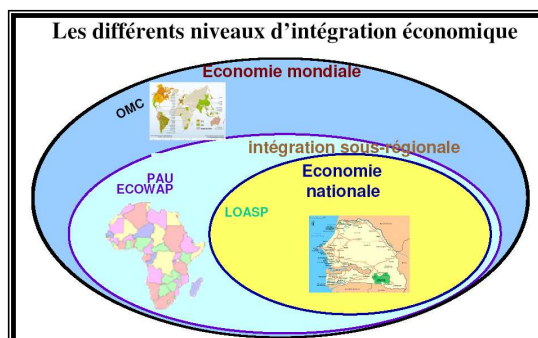 Les différents niveaux d'intégration économique
Economie mondiale
OMC
intégration sous-régionale
PAU
ECOWAP
Economie
nationale
LOASP